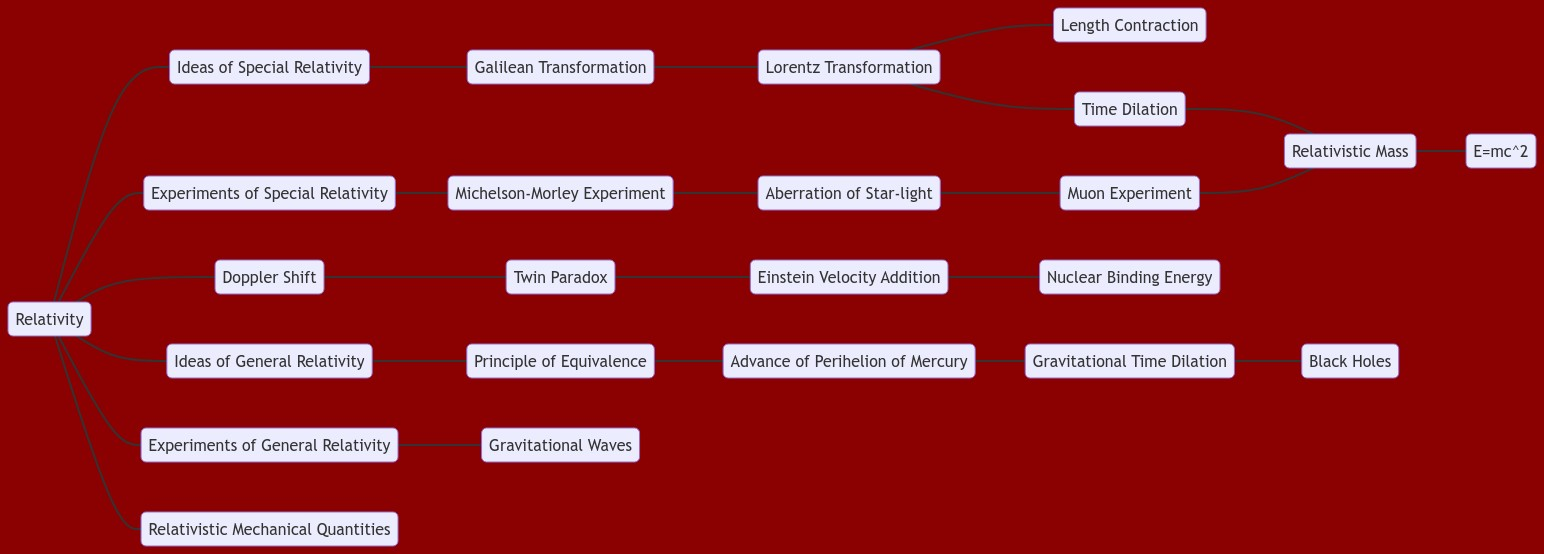 Length Contraction
Ideas of Special Relativity
Galilean Transformation
Lorentz Transformation
Time Dilation
Relativistic Mass
E=mc^2
Experiments of Special Relativity
Michelson-Morley Experiment
Aberration of Star-light
Muon Experiment
Doppler Shift
Twin Paradox
Einstein Velocity Addition
Nuclear Binding Energy
Relativity
Ideas of General Relativity
Principle of Equivalence
Advance of Perihelion of Mercury
Gravitational Time Dilation
Black Holes
Experiments of General Relativity
Gravitational Waves
Relativistic Mechanical Quantities